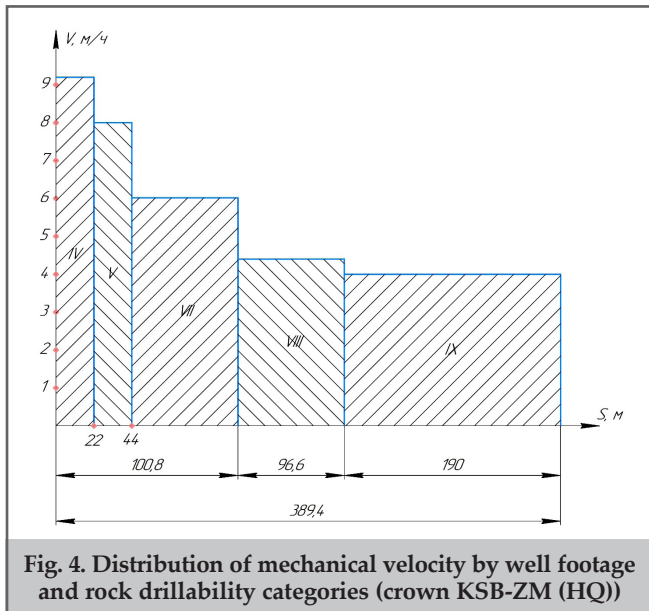 V, м/ч
9
8
7
6
5
4
3
2
1
IV
V
VII
VIII
IX
S, м
22
44
100,8
96,6
190
389,4
Fig. 4. Distribution of mechanical velocity by well footage
and rock drillability categories (crown KSB-ZM (HQ))